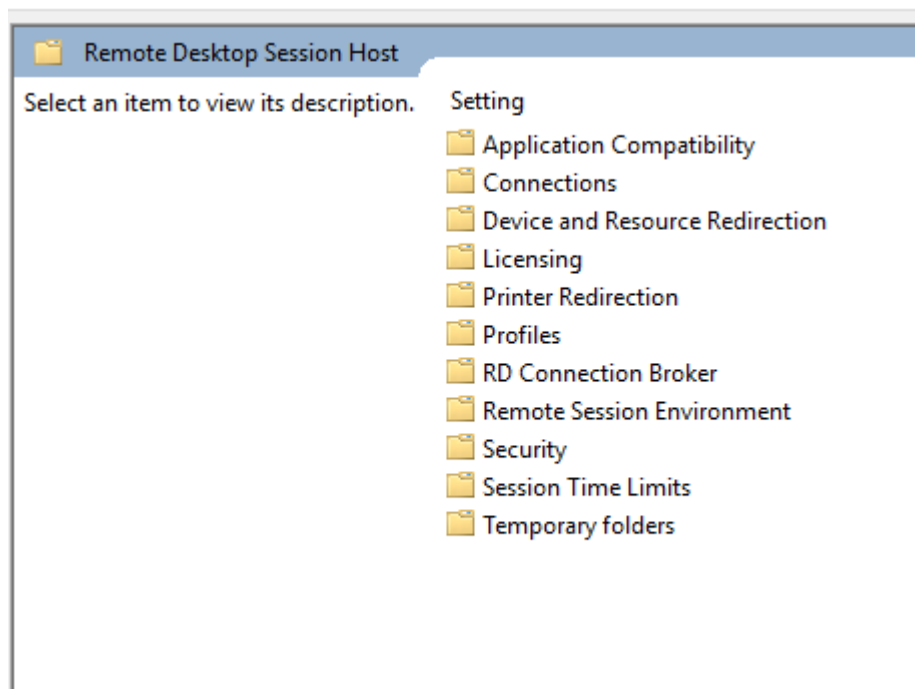 Remote Desktop Session Host
Select an item to view its description.
Setting
Application Compatibility
Connections
Device and Resource Redirection
Licensing
Printer Redirection
Profiles
RD Connection Broker
Remote Session Environment
Security
Session Time Limits
Temporary folders